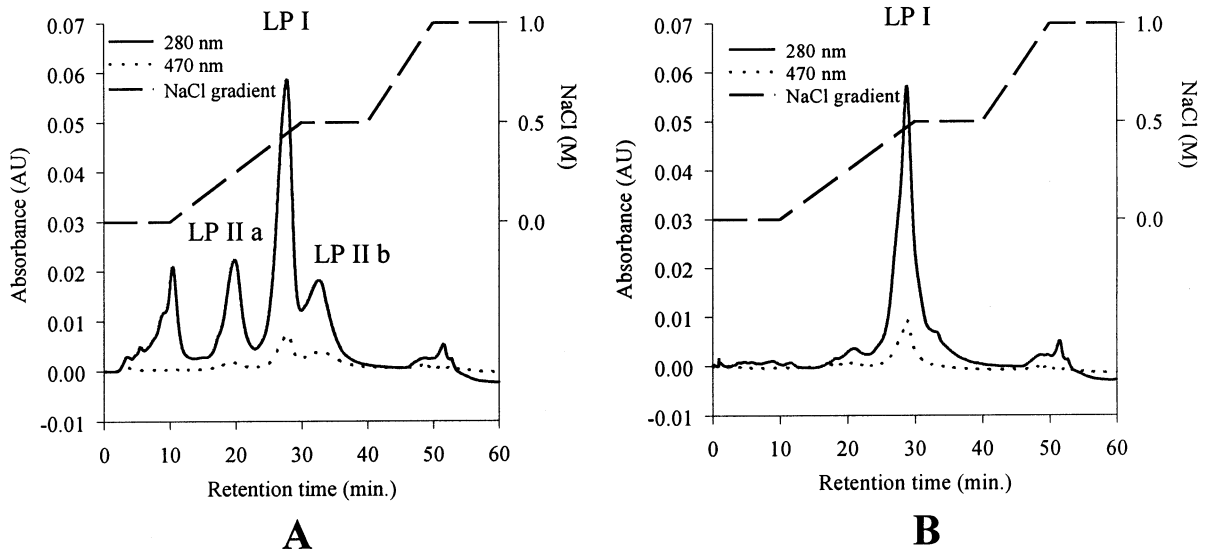 LP I
280 nm
470 nm
NaCl gradient
LP II a
LP II b
0.07
0.06
0.05
0.04
0.03
0.02
0.01
0.00
-0.01
Absorbance (AU)
1.0
0.5
0.0
NaCl (M)
0 10 20 30 40 50 60
Retention time (min.)
A
LP I
280 nm
470 nm
NaCl gradient
0.07
0.06
0.05
0.04
0.03
0.02
0.01
0.00
-0.01
Absorbance (AU)
1.0
0.5
0.0
NaCl (M)
0 10 20 30 40 50 60
Retention time (min.)
B